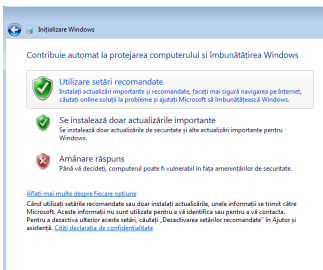 Inițializare Windows
Contribuie automat la protejarea computerului și îmbunătățirea Windows
Utilizare setări recomandate
Instalați actualizări importante și recomandate, faceți mai sigură navigarea pe Internet,
căutați online soluții la probleme și ajutați Microsoft să îmbunătățească Windows.
Se instalează doar actualizările importante
Se instalează doar actualizările de securitate și alte actualizări importante pentru
Windows.
Amânare răspuns
Până vă decideți, computerul poate fi vulnerabil în fața amenințărilor de securitate.
Aflați mai multe despre fiecare opțiune
Când utilizați setările recomandate sau doar instalați actualizările, unele informații se trimit către
Microsoft. Aceste informații nu sunt utilizate pentru a vă identifica sau pentru a vă contacta.
Pentru a dezactiva ulterior aceste setări, căutați „Dezactivarea setărilor recomandate” în Ajutor și
asistență. Citiți declarația de confidențialitate